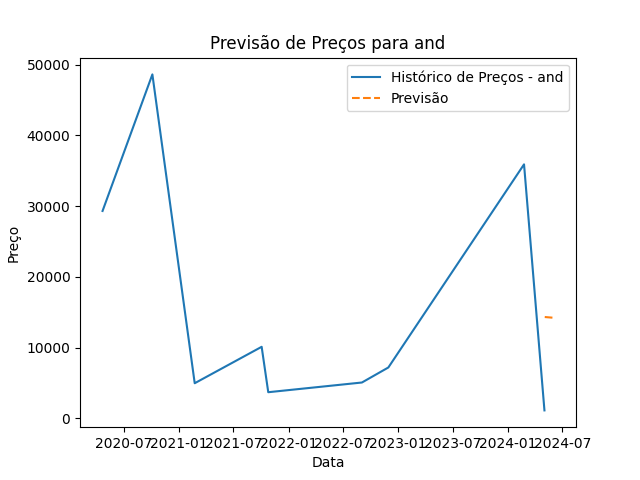 Previsão de Preços para and
Histórico de Preços - and
Previsão
Preço
50000
40000
30000
20000
10000
0
2020-07 2021-01 2021-07 2022-01 2022-07 2023-01 2023-07 2024-01 2024-07
Data